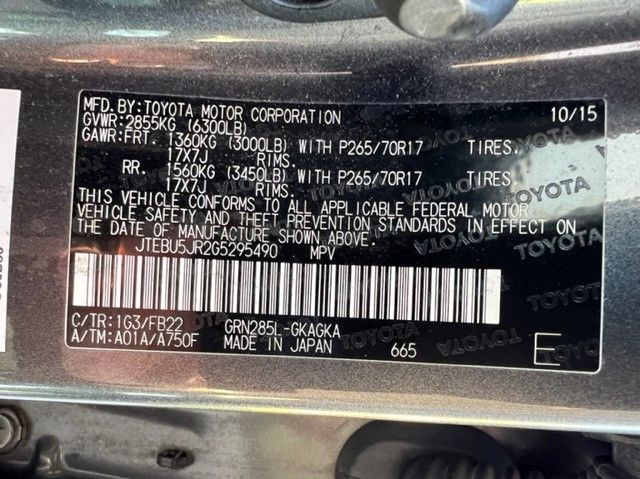 MFD.BY:TOYOTA MOTOR CORPORATION 10/15
GVWR:2855KG (6300LB)
GAWR:FRT. 1360KG (3000LB) WITH P265/70R17 TIRES,
17X7J RIMS.
RR. 1560KG (3450LB) WITH P265/70R17 TIRES,
17X7J RIMS.
THIS VEHICLE CONFORMS TO ALL APPLICABLE FEDERAL MOTOR
VEHICLE SAFETY AND THEFT PREVENTION STANDARDS IN EFFECT ON
THE DATE OF MANUFACTURE SHOWN ABOVE.
JTEBU5JR2G5295490 MPV
C/TR:1G3/FB22 GRN285L-GKAGKA
A/TM:A01A/A750F MADE IN JAPAN 665 E